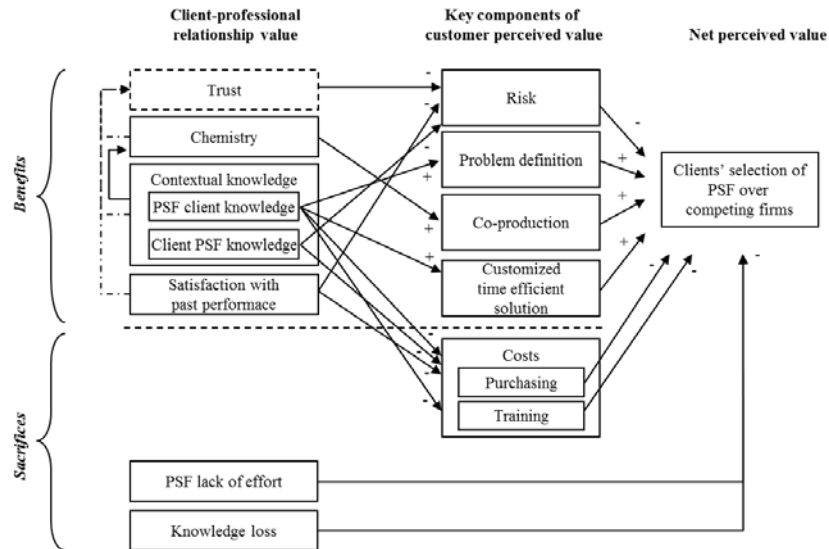 Client-professional
relationship value
Key components of
customer perceived value
Net perceived value
Benefits
Trust
Chemistry
Contextual knowledge
PSF client knowledge
Client PSF knowledge
Satisfaction with
past performace
Risk
Problem definition
Co-production
Customized
time efficient
solution
Clients' selection of
PSF over
competing firms
-
-
-
+
+
+
-
-
-
-
-
+
+
+
-
-
-
Sacrifices
Costs
Purchasing
Training
PSF lack of effort
Knowledge loss